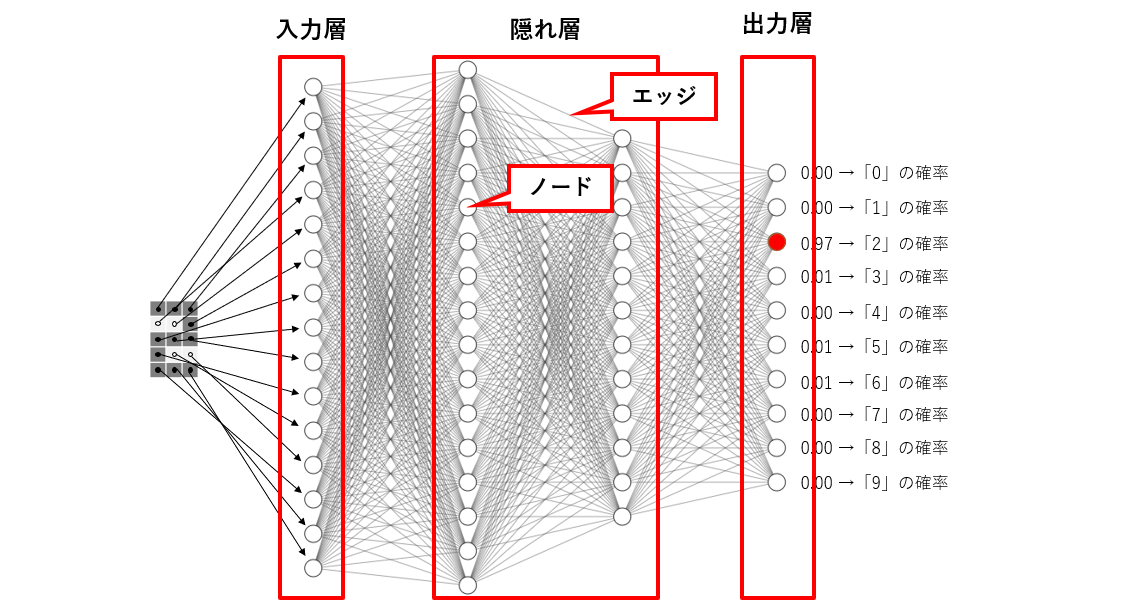 入力層
隠れ層
出力層
エッジ
ノード
0.00 →「0」の確率
0.00 →「1」の確率
0.97 →「2」の確率
0.01 →「3」の確率
0.00 →「4」の確率
0.01 →「5」の確率
0.01 →「6」の確率
0.00 →「7」の確率
0.00 →「8」の確率
0.00 →「9」の確率